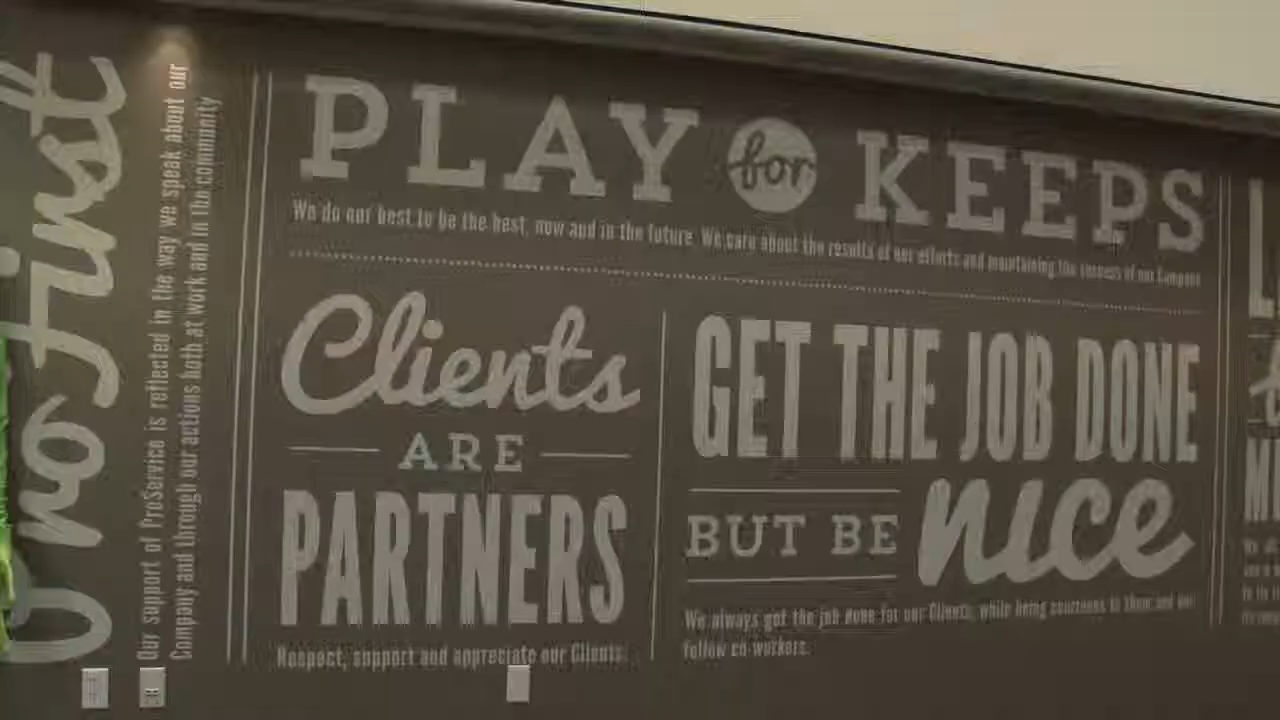 Our support of ProService is reflected in the way we speak about our
Company and through our actions both at work and in the community
PLAY for KEEPS
We do our best to be the best, now and in the future. We care about the results of our efforts and maintaining the success of our Company
Clients
ARE
PARTNERS
Respect, support and appreciate our Clients.
GET THE JOB DONE
BUT BE nice
We always get the job done for our Clients, while being courteous to them and our
fellow co-workers.